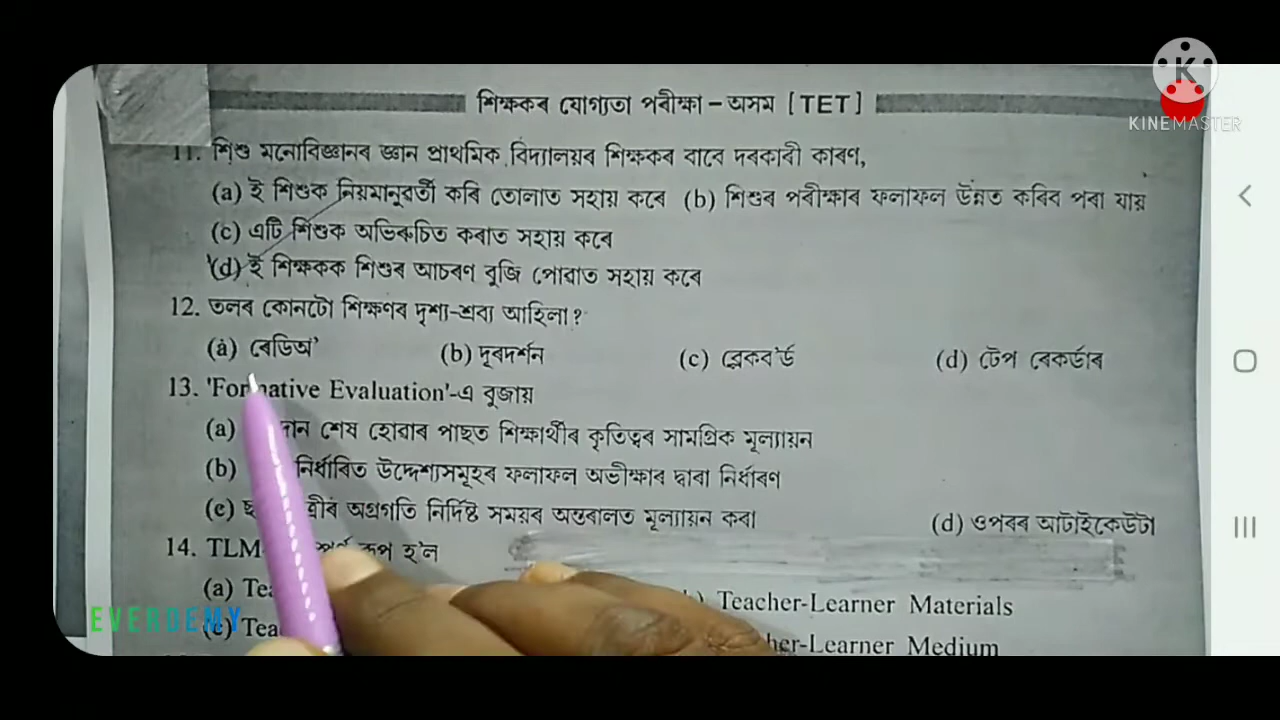 শিক্ষকৰ যোগ্যতা পৰীক্ষা – অসম [TET]
KINEMASTER
11. শিশু মনোবিজ্ঞানৰ জ্ঞান প্ৰাথমিক বিদ্যালয়ৰ শিক্ষকৰ বাবে দৰকাৰী কাৰণ,
(a) ই শিশুক নিয়মানুৱৰ্তী কৰি তোলাত সহায় কৰে (b) শিশুৰ পৰীক্ষাৰ ফলাফল উন্নত কৰিব পৰা যায়
(c) এটি শিশুক অভিৰুচিত কৰাত সহায় কৰে
(d) ই শিক্ষকক শিশুৰ আচৰণ বুজি পোৱাত সহায় কৰে
12. তলৰ কোনটো শিক্ষণৰ দৃশ্য-শ্ৰব্য আহিলা?
(a) ৰেডিঅ' (b) দূৰদৰ্শন (c) ব্লেকব'ৰ্ড (d) টেপ ৰেকৰ্ডাৰ
13. 'Formative Evaluation'-এ বুজায়
(a) শেষ হোৱাৰ পাছত শিক্ষাৰ্থীৰ কৃতিত্বৰ সামগ্ৰিক মূল্যায়ন
(b) নিৰ্ধাৰিত উদ্দেশ্যসমূহৰ ফলাফল অভীক্ষাৰ দ্বাৰা নিৰ্ধাৰণ
(c) অগ্ৰগতি নিৰ্দিষ্ট সময়ৰ অন্তৰালত মূল্যায়ন কৰা (d) ওপৰৰ আটাইকেউটা
14. TLM ৰূপ হ'ল
(a) Teacher-Learner Materials
EVERDEMY
(c) Learner Medium